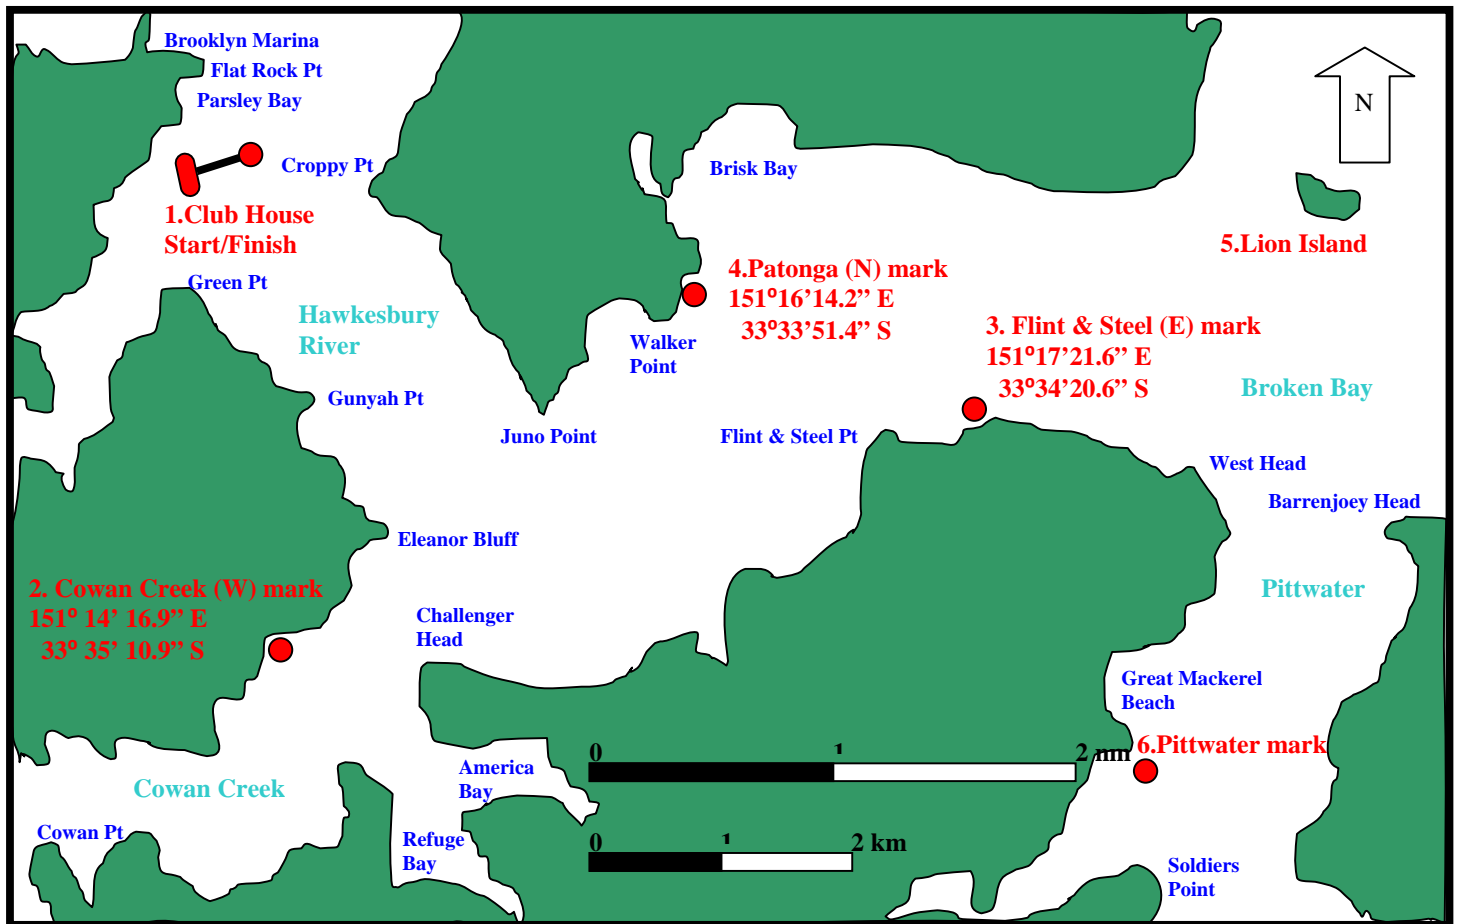 Brooklyn Marina
Flat Rock Pt
Parsley Bay
Croppy Pt
Brisk Bay
N
1.Club House
Start/Finish
5.Lion Island
Green Pt
4.Patonga (N) mark
151°16’14.2” E
33°33’51.4” S
Hawkesbury
River
Walker
Point
3. Flint & Steel (E) mark
151°17’21.6” E
33°34’20.6” S
Broken Bay
Gunyah Pt
Juno Point
Flint & Steel Pt
West Head
Barrenjoey Head
Eleanor Bluff
2. Cowan Creek (W) mark
151° 14’ 16.9” E
33° 35’ 10.9” S
Pittwater
Challenger
Head
Great Mackerel
Beach
6.Pittwater mark
0 1 2 nm
America
Bay
Cowan Creek
Cowan Pt
Refuge
Bay
0 1 2 km
Soldiers
Point